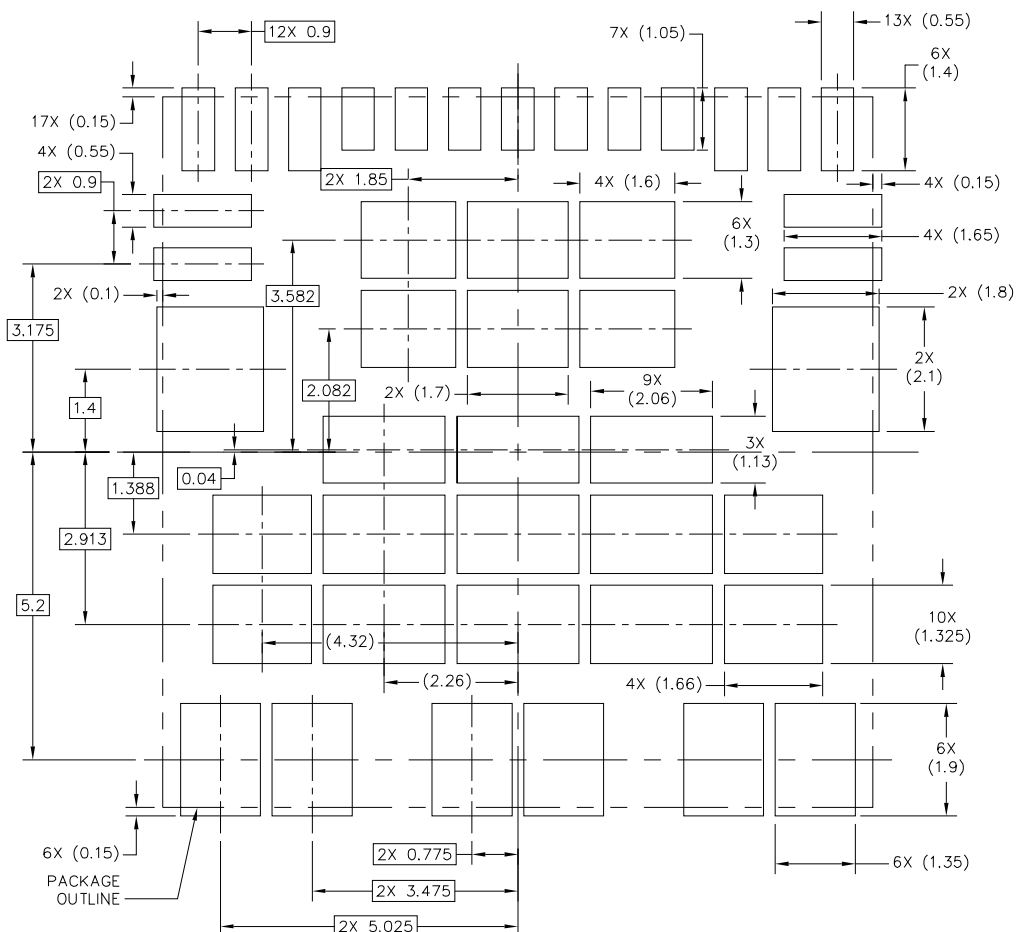 12X 0.9
7X (1.05)
13X (0.55)
6X
(1.4)
17X (0.15)
4X (0.55)
2X 0.9
2X 1.85
4X (1.6)
4X (0.15)
6X
(1.3)
4X (1.65)
2X (0.1)
3.582
2X (1.8)
3.175
2X
(2.1)
2.082
1.4
2X (1.7)
9X
(2.06)
3X
(1.13)
0.04
1.388
2.913
5.2
(4.32)
10X
(1.325)
(2.26)
4X (1.66)
6X
(1.9)
6X (0.15)
2X 0.775
6X (1.35)
PACKAGE
OUTLINE
2X 3.475
2X 5.025